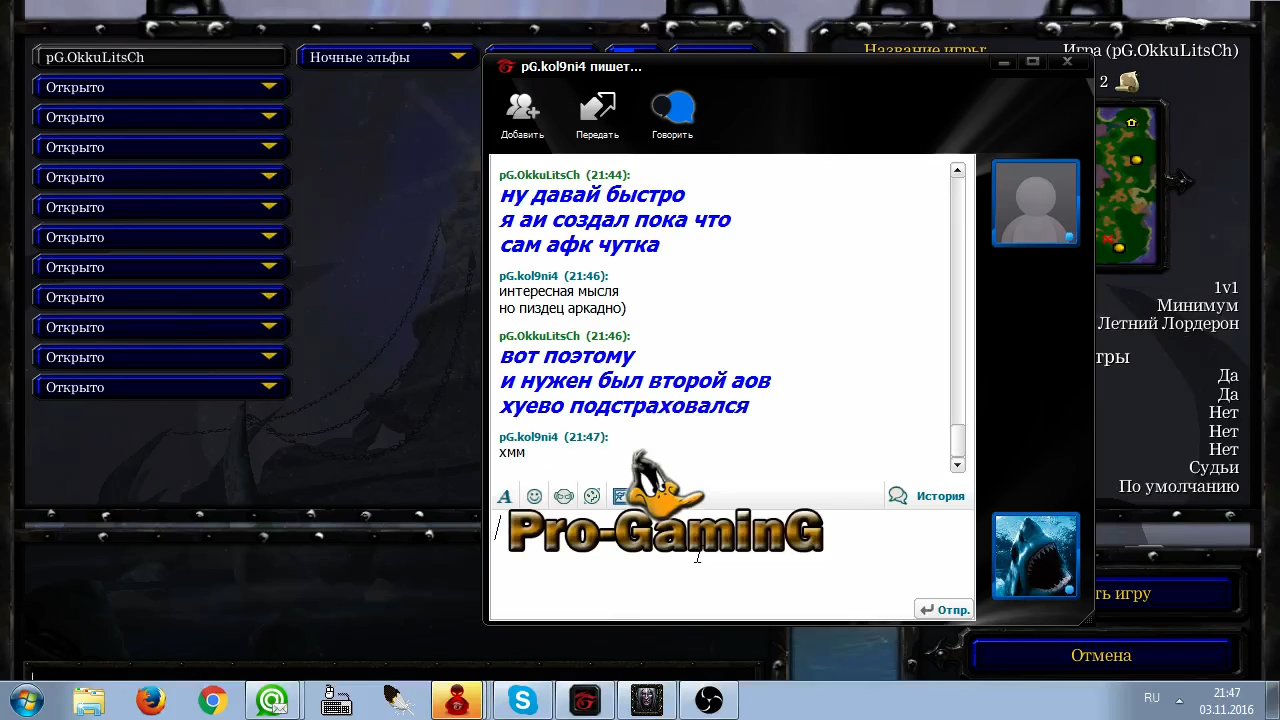 pG.OkkuLitsCh
Ночные эльфы
Открыто
Открыто
Открыто
Открыто
Открыто
Открыто
Открыто
Открыто
Открыто
Открыто
Открыто
Название игры
Игра (pG.OkkuLitsCh)
2
1v1
Минимум
Летний Лордерон
гры
Да
Да
Нет
Нет
Нет
Судьи
По умолчанию
ть игру
Отмена
pG.kol9ni4 пишет...
Добавить
Передать
Говорить
pG.OkkuLitsCh (21:44):
ну давай быстро
я аи создал пока что
сам афк чутка
pG.kol9ni4 (21:46):
интересная мысля
но пиздец аркадно)
pG.OkkuLitsCh (21:46):
вот поэтому
и нужен был второй аов
хуево подстраховался
pG.kol9ni4 (21:47):
хмм
A
История
Pro-GaminG
Отпр.
RU
21:47
03.11.2016